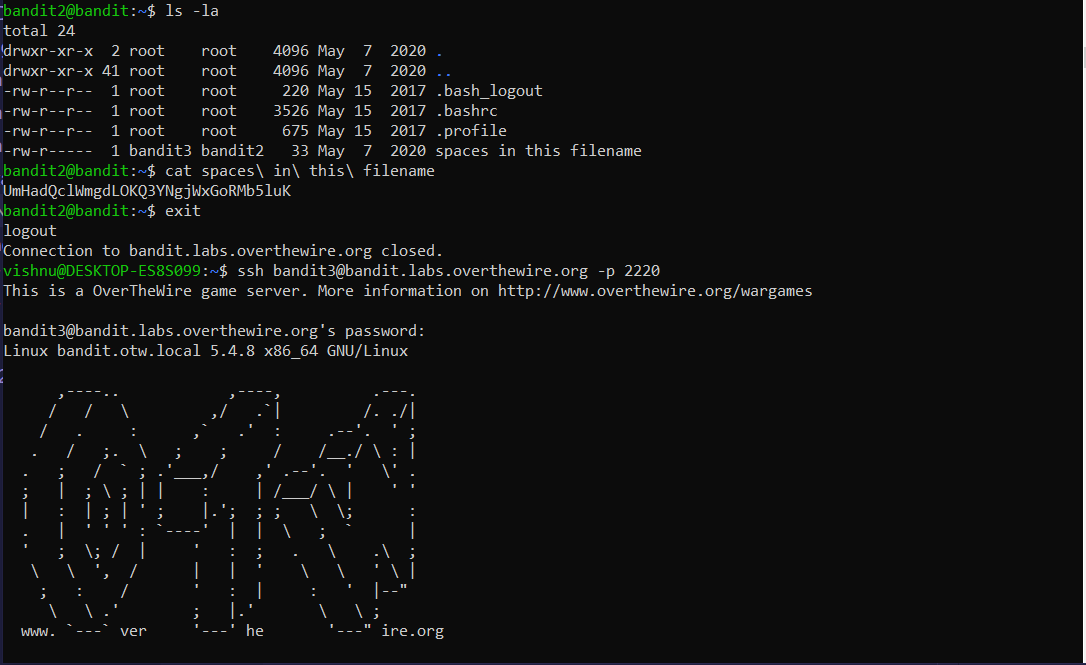 bandit2@bandit:~$ ls -la
total 24
drwxr-xr-x  2 root    root    4096 May  7  2020 .
drwxr-xr-x 41 root    root    4096 May  7  2020 ..
-rw-r--r--  1 root    root     220 May 15  2017 .bash_logout
-rw-r--r--  1 root    root    3526 May 15  2017 .bashrc
-rw-r--r--  1 root    root     675 May 15  2017 .profile
-rw-r-----  1 bandit3 bandit2   33 May  7  2020 spaces in this filename
bandit2@bandit:~$ cat spaces\ in\ this\ filename
UmHadQclWmgdLOKQ3YNgjWxGoRMb5luK
bandit2@bandit:~$ exit
logout
Connection to bandit.labs.overthewire.org closed.
vishnu@DESKTOP-ES8S099:~$ ssh bandit3@bandit.labs.overthewire.org -p 2220
This is a OverTheWire game server. More information on http://www.overthewire.org/wargames
bandit3@bandit.labs.overthewire.org's password:
Linux bandit.otw.local 5.4.8 x86_64 GNU/Linux
      ,----..            ,----,          .---.
     /   /   \         ,/   .`|         /. ./|
    /   .     :      ,`   .'  :     .--'.  ' ;
   .   /   ;.  \   ;    ;     /    /__./ \ : |
  .   ;   /  ` ; .'___,/    ,' .--'.  '   \' .
  ;   |  ; \ ; | |    :     | /___/ \ |    ' '
  |   :  | ; | ' ;    |.';  ; ;   \  \;      :
  .   |  ' ' ' : `----'  |  |  \   ;  `      |
  '   ;  \; /  |     '   :  ;   .   \    .\  ;
   \   \  ',  /      |   |  '    \   \   ' \ |
    ;   :    /       '   :  |     :   '  |--"
     \   \ .'        ;   |.'       \   \ ;
  www. `---` ver     '---' he       '---" ire.org